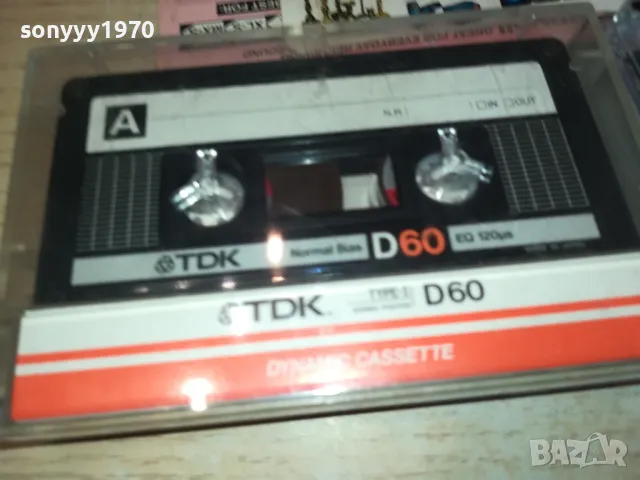 sonyyy1970
A
N.R.
IN OUT
TDK Normal Bias D60 EQ 120μs
TDK TYPE I D60
DYNAMIC CASSETTE
BAZAR